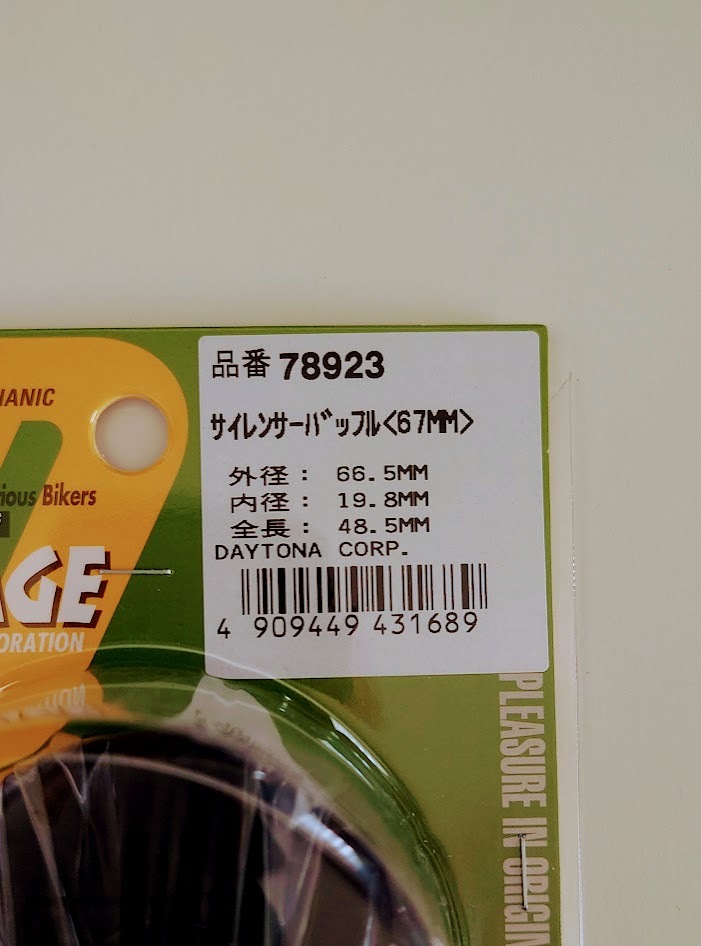 品番 78923
サイレンサーバッフル<67MM>
外径: 66.5MM
内径: 19.8MM
全長: 48.5MM
DAYTONA CORP.
4 909449 431689
HANIC
ious Bikers
AGE
ORATION
PLEASURE IN ORIGIN